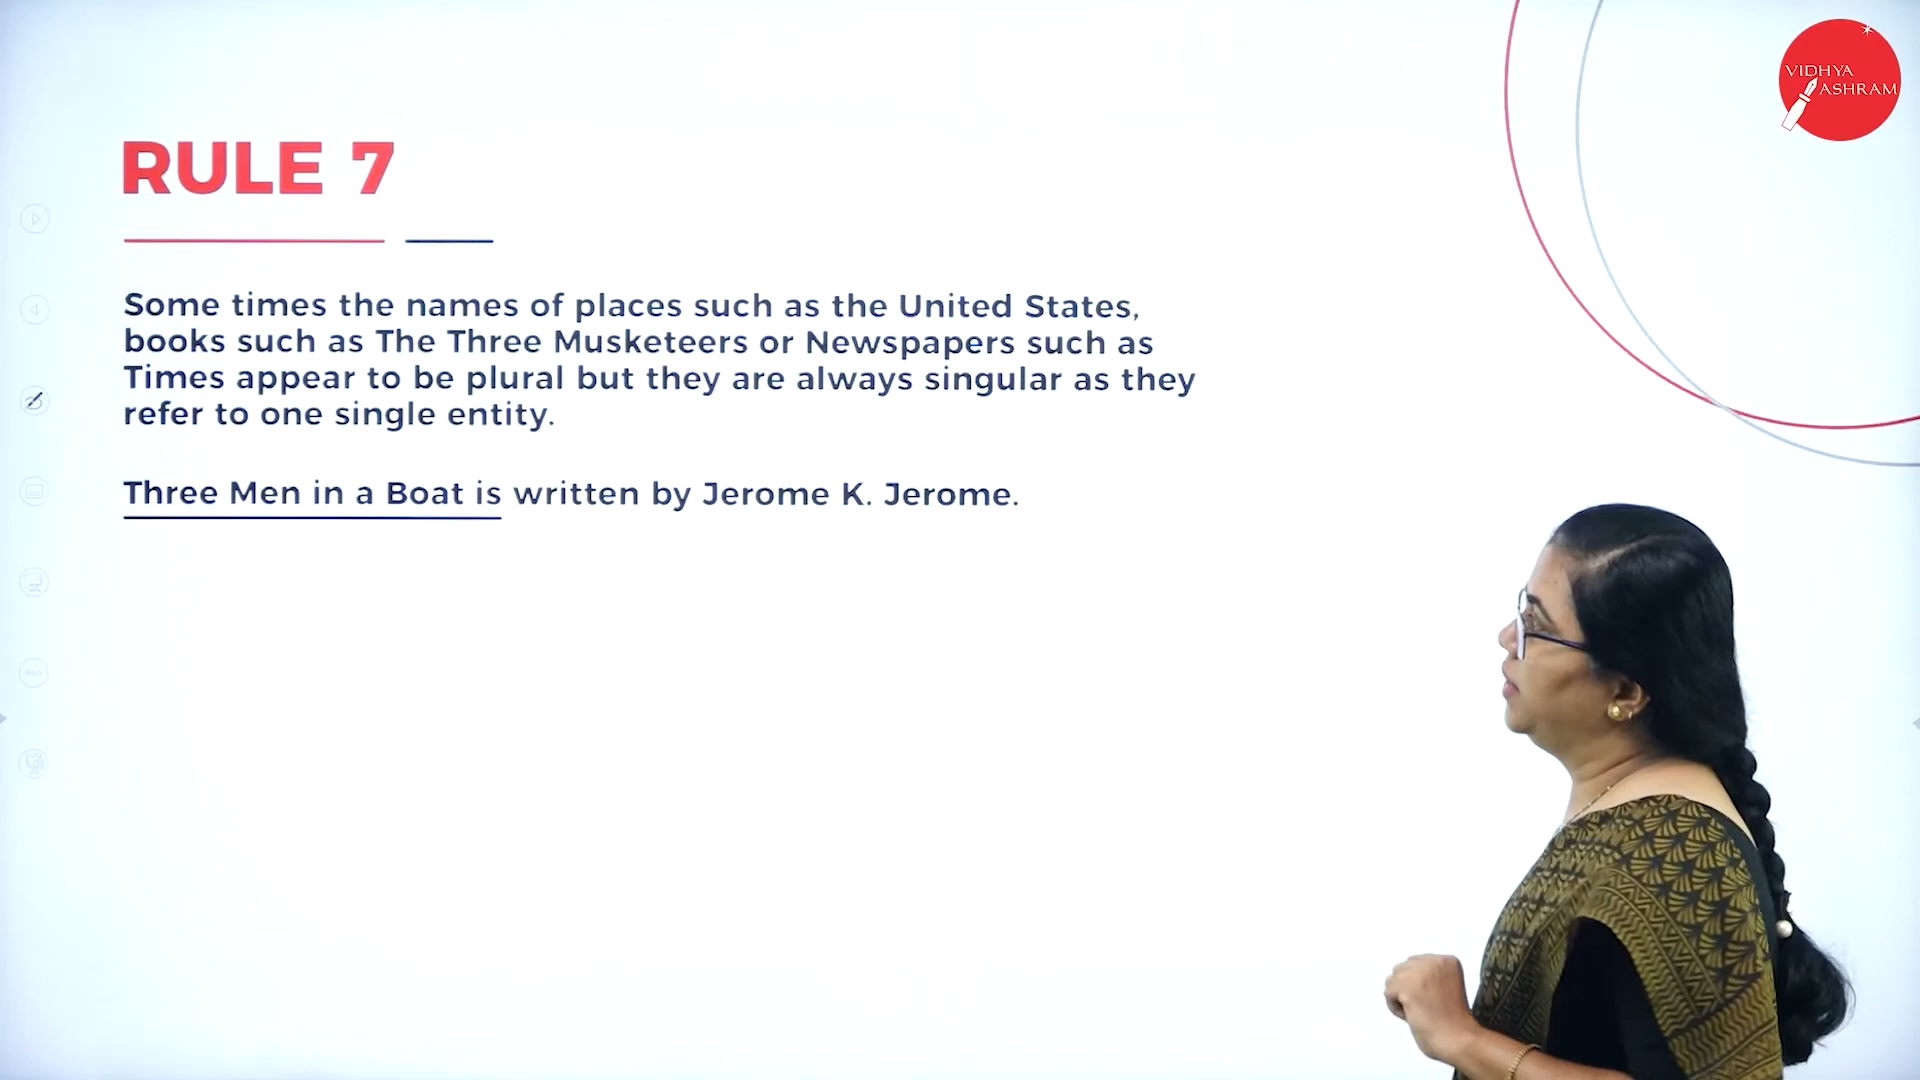 VIDHYA
ASHRAM
RULE 7
Some times the names of places such as the United States,
books such as The Three Musketeers or Newspapers such as
Times appear to be plural but they are always singular as they
refer to one single entity.
Three Men in a Boat is written by Jerome K. Jerome.